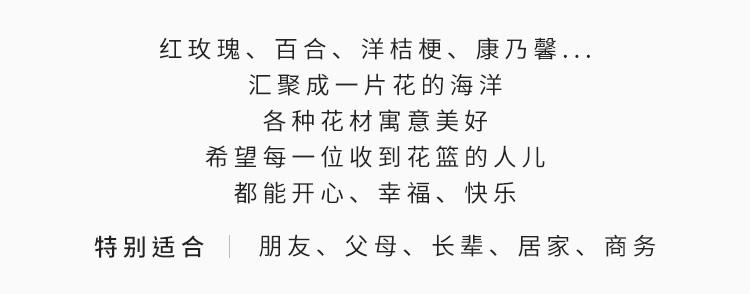 红玫瑰、百合、洋桔梗、康乃馨...
汇聚成一片花的海洋
各种花材寓意美好
希望每一位收到花篮的人儿
都能开心、幸福、快乐
特别适合 | 朋友、父母、长辈、居家、商务